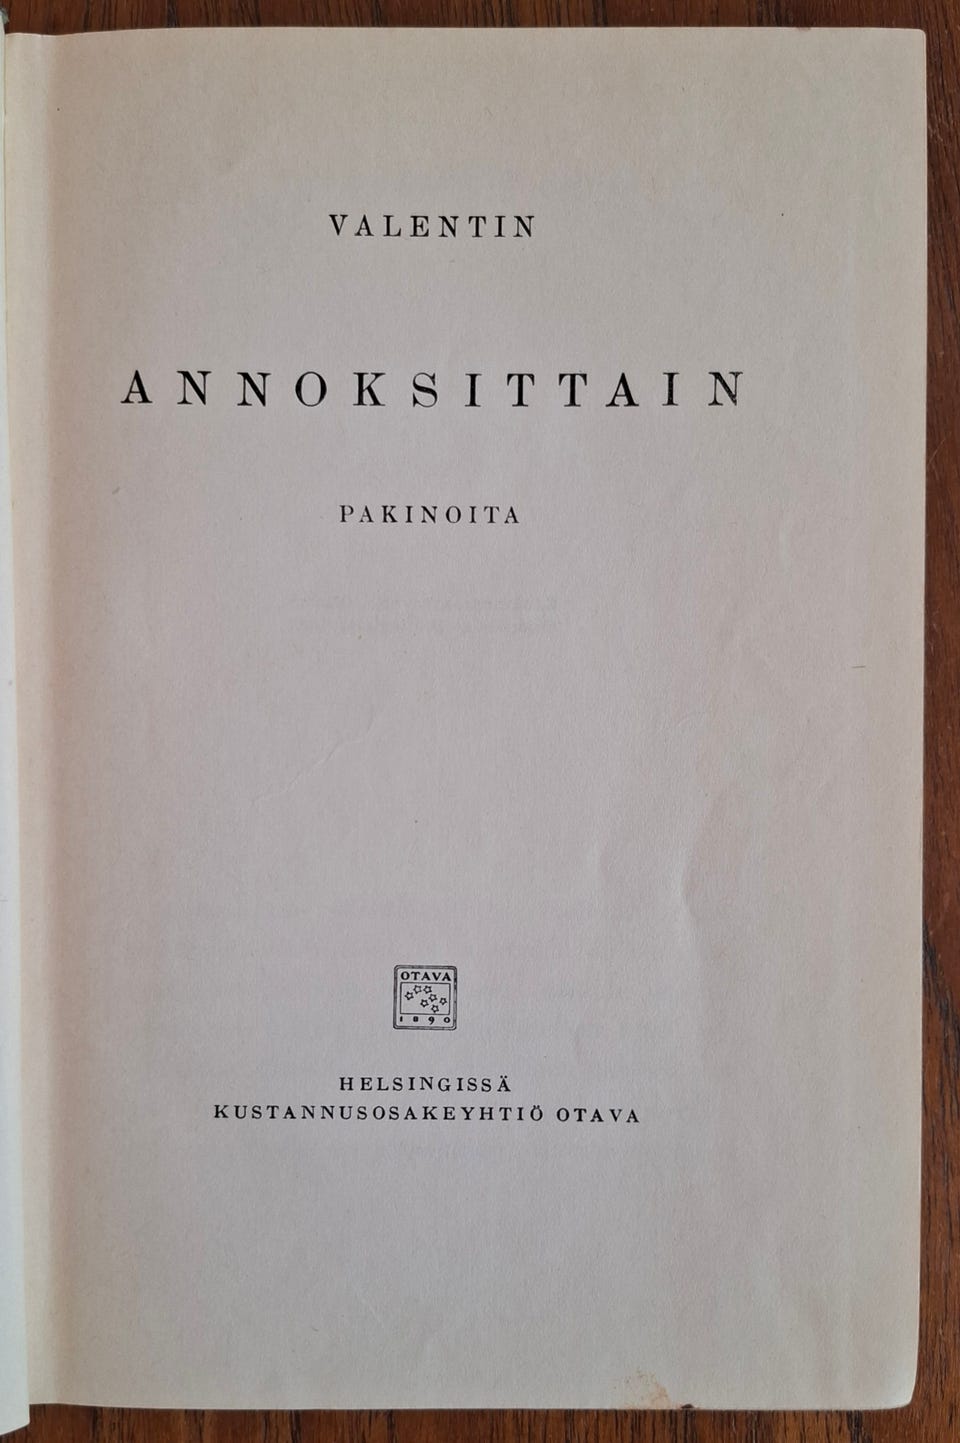 VALENTIN
ANNOKSITTAIN
PAKINOITA
OTAVA
1890
HELSINGISSÄ
KUSTANNUSOSAKEYHTIÖ OTAVA